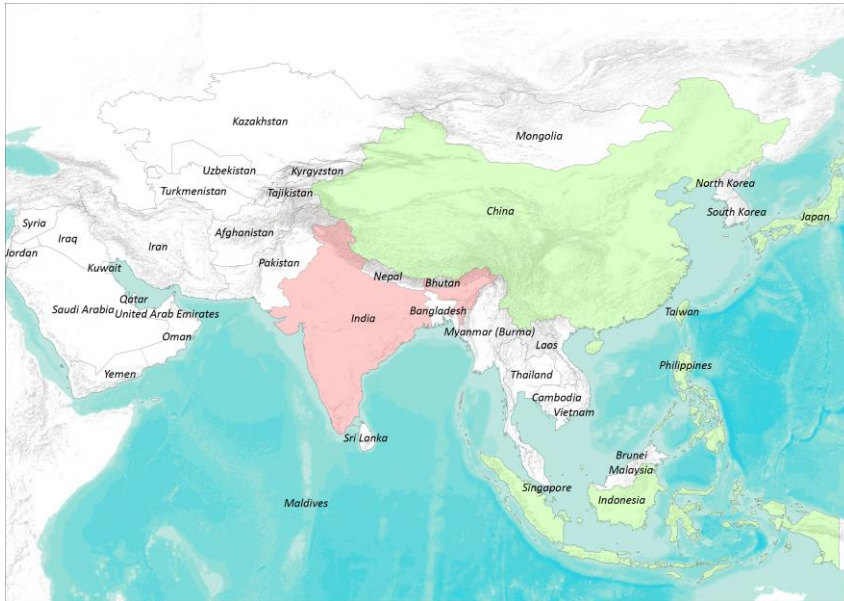 Kazakhstan
Mongolia
Uzbekistan
Kyrgyzstan
Turkmenistan
Tajikistan
North Korea
South Korea
Japan
China
Syria
Iraq
Iran
Afghanistan
Jordan
Kuwait
Pakistan
Nepal
Bhutan
Qatar
Saudi Arabia
United Arab Emirates
India
Bangladesh
Taiwan
Oman
Myanmar (Burma)
Laos
Yemen
Thailand
Philippines
Cambodia
Vietnam
Sri Lanka
Brunei
Malaysia
Singapore
Indonesia
Maldives